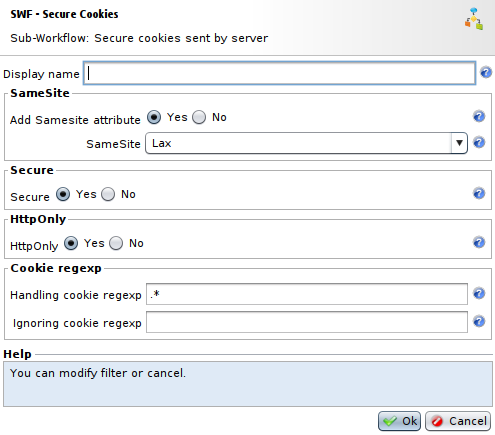 SWF - Secure Cookies
Sub-Workflow: Secure cookies sent by server
Display name
SameSite
Add Samesite attribute Yes No
SameSite Lax
Secure
Secure Yes No
HttpOnly
HttpOnly Yes No
Cookie regexp
Handling cookie regexp .*
Ignoring cookie regexp
Help
You can modify filter or cancel.
Ok Cancel